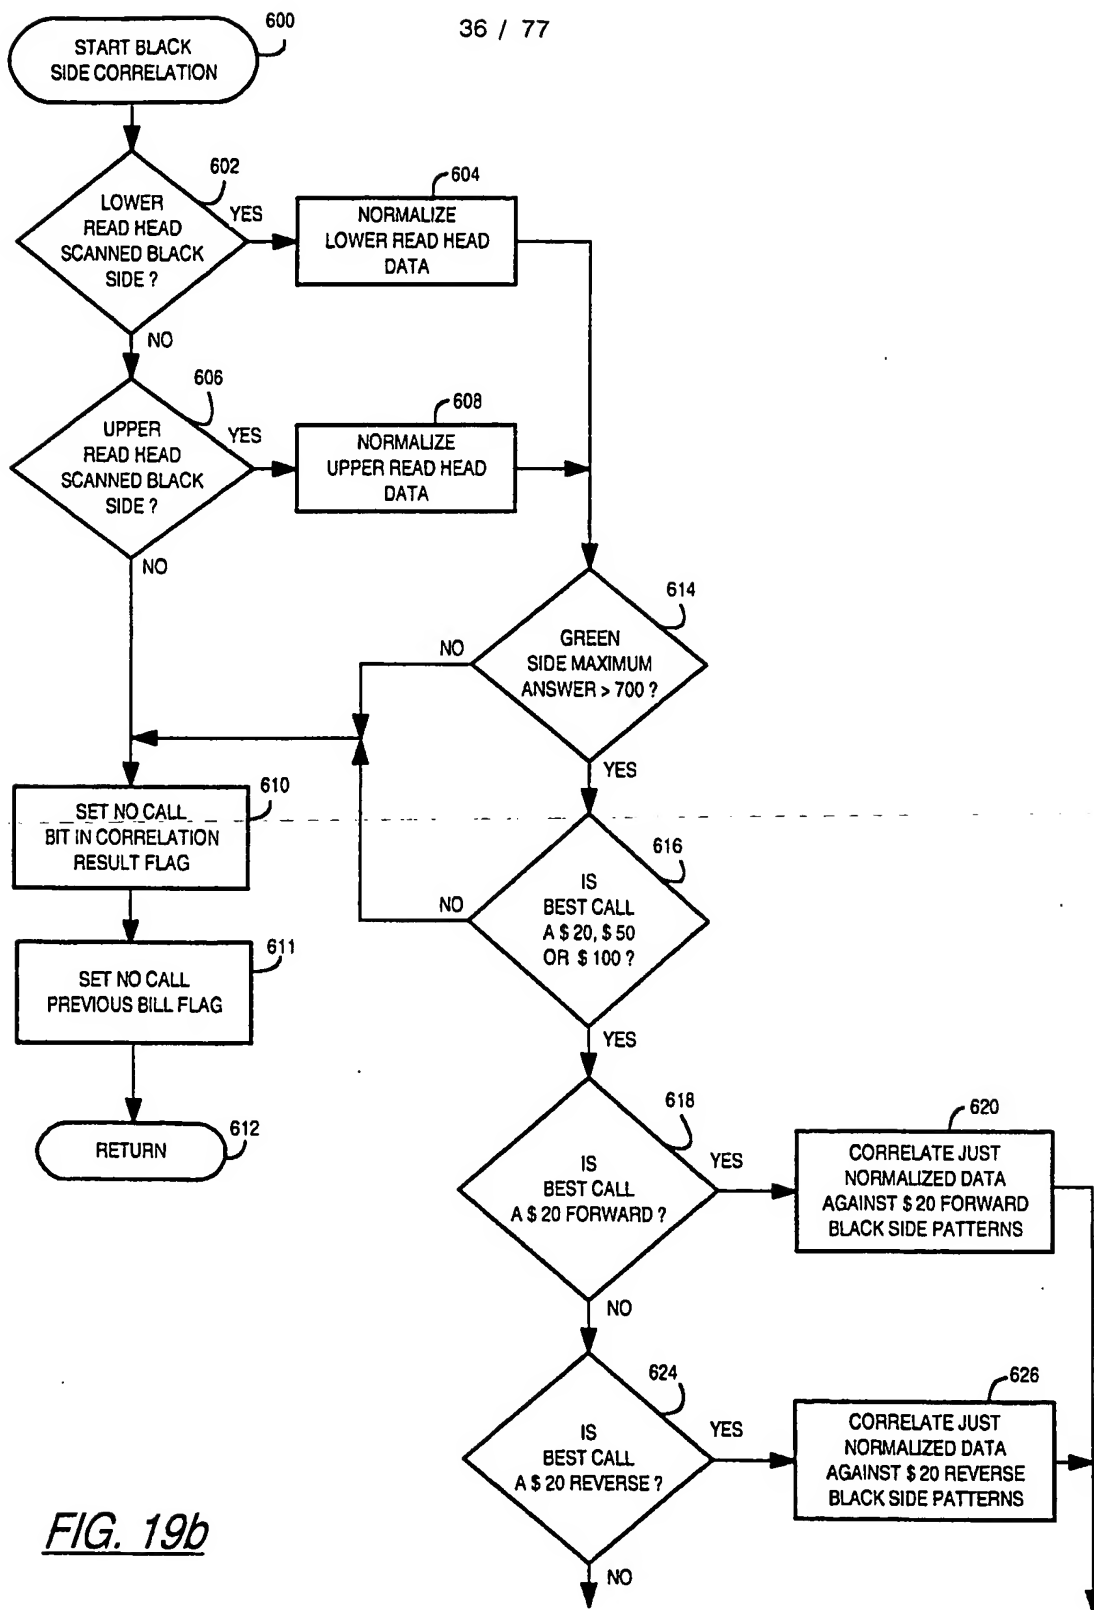 36 / 77
START BLACK
SIDE CORRELATION
600
LOWER
READ HEAD
SCANNED BLACK
SIDE ?
602
YES
NO
NORMALIZE
LOWER READ HEAD
DATA
604
UPPER
READ HEAD
SCANNED BLACK
SIDE ?
606
YES
NO
NORMALIZE
UPPER READ HEAD
DATA
608
GREEN
SIDE MAXIMUM
ANSWER > 700 ?
614
NO
YES
SET NO CALL
BIT IN CORRELATION
RESULT FLAG
610
IS
BEST CALL
A $ 20, $ 50
OR $ 100 ?
616
NO
YES
SET NO CALL
PREVIOUS BILL FLAG
611
RETURN
612
IS
BEST CALL
A $ 20 FORWARD ?
618
YES
NO
CORRELATE JUST
NORMALIZED DATA
AGAINST $ 20 FORWARD
BLACK SIDE PATTERNS
620
IS
BEST CALL
A $ 20 REVERSE ?
624
YES
NO
CORRELATE JUST
NORMALIZED DATA
AGAINST $ 20 REVERSE
BLACK SIDE PATTERNS
626
FIG. 19b